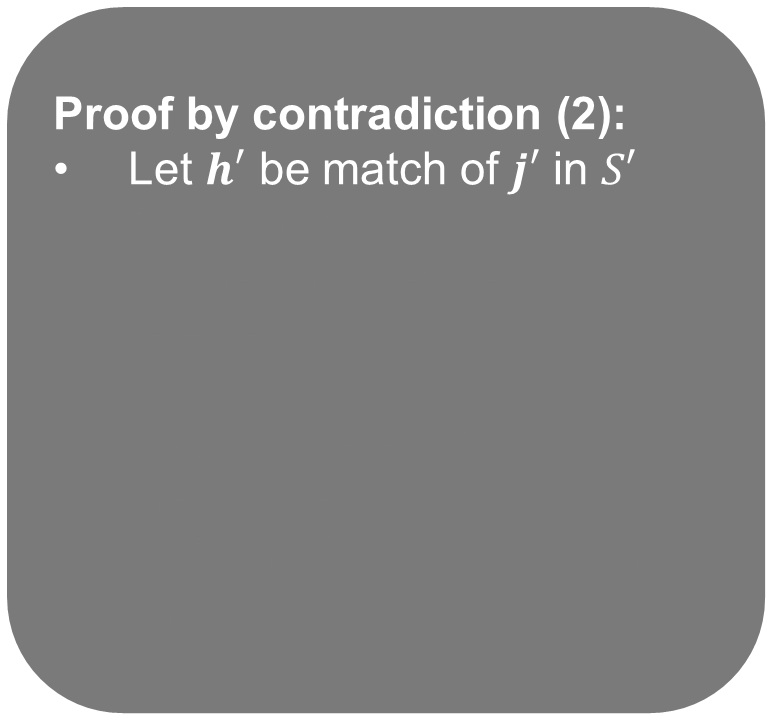 Proof by contradiction (2):
• Let h′ be match of j′ in S′